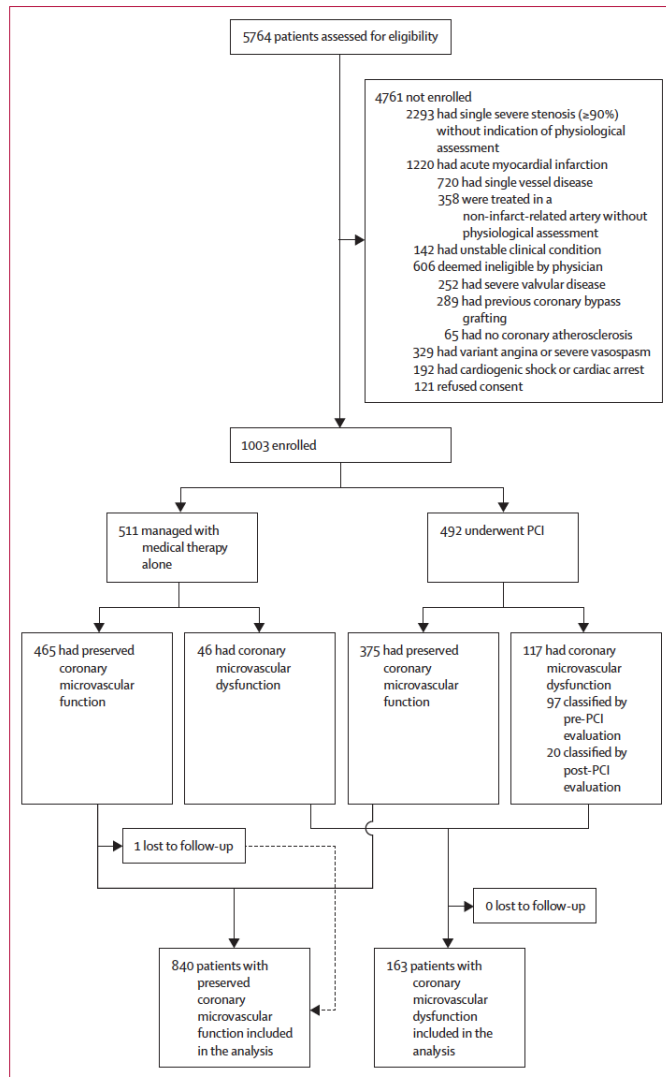 5764 patients assessed for eligibility
4761 not enrolled
2293 had single severe stenosis (≥90%)
without indication of physiological
assessment
1220 had acute myocardial infarction
720 had single vessel disease
358 were treated in a
non-infarct-related artery without
physiological assessment
142 had unstable clinical condition
606 deemed ineligible by physician
252 had severe valvular disease
289 had previous coronary bypass
grafting
65 had no coronary atherosclerosis
329 had variant angina or severe vasospasm
192 had cardiogenic shock or cardiac arrest
121 refused consent
1003 enrolled
511 managed with
medical therapy
alone
492 underwent PCI
465 had preserved
coronary
microvascular
function
46 had coronary
microvascular
dysfunction
375 had preserved
coronary
microvascular
function
117 had coronary
microvascular
dysfunction
97 classified by
pre-PCI
evaluation
20 classified by
post-PCI
evaluation
1 lost to follow-up
0 lost to follow-up
840 patients with
preserved
coronary
microvascular
function included
in the analysis
163 patients with
coronary
microvascular
dysfunction
included in the
analysis